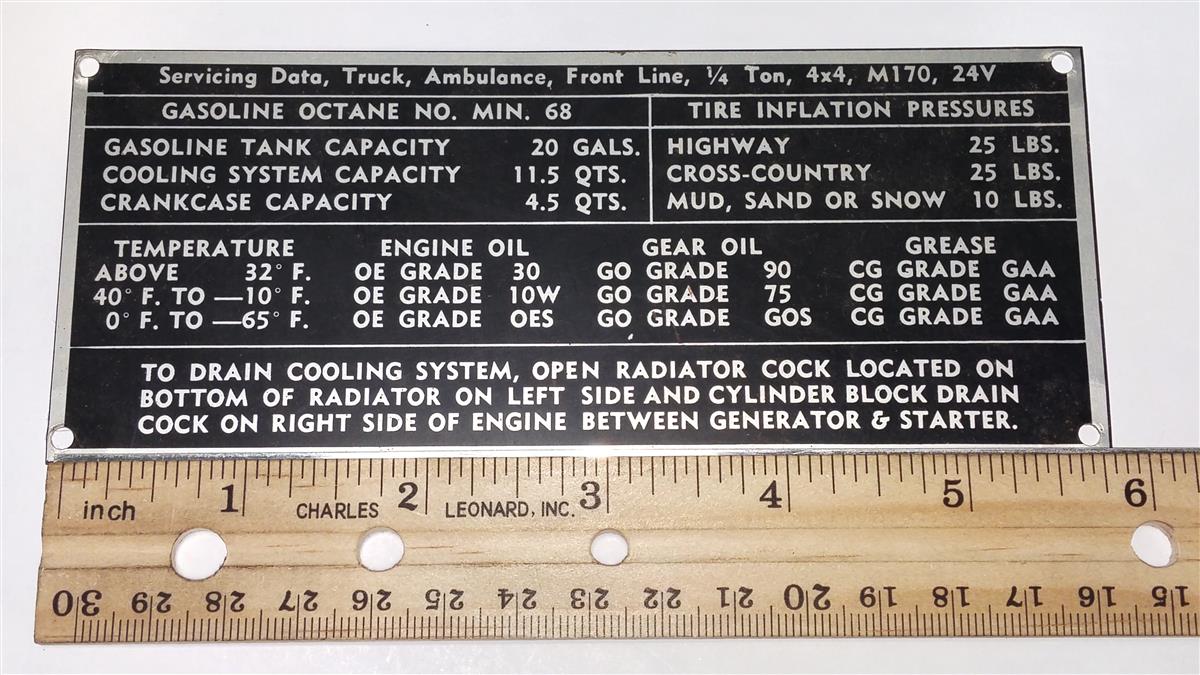 Servicing Data, Truck, Ambulance, Front Line, ¼ Ton, 4x4, M170, 24V
GASOLINE OCTANE NO. MIN. 68
TIRE INFLATION PRESSURES
GASOLINE TANK CAPACITY 20 GALS.
COOLING SYSTEM CAPACITY 11.5 QTS.
CRANKCASE CAPACITY 4.5 QTS.
HIGHWAY 25 LBS.
CROSS-COUNTRY 25 LBS.
MUD, SAND OR SNOW 10 LBS.
TEMPERATURE ENGINE OIL GEAR OIL GREASE
ABOVE 32° F. OE GRADE 30 GO GRADE 90 CG GRADE GAA
40° F. TO —10° F. OE GRADE 10W GO GRADE 75 CG GRADE GAA
0° F. TO —65° F. OE GRADE OES GO GRADE GOS CG GRADE GAA
TO DRAIN COOLING SYSTEM, OPEN RADIATOR COCK LOCATED ON
BOTTOM OF RADIATOR ON LEFT SIDE AND CYLINDER BLOCK DRAIN
COCK ON RIGHT SIDE OF ENGINE BETWEEN GENERATOR & STARTER.
1 2 3 4 5 6
inch CHARLES LEONARD, INC.
30 29 28 27 26 25 24 23 22 21 20 19 18 17 16 15